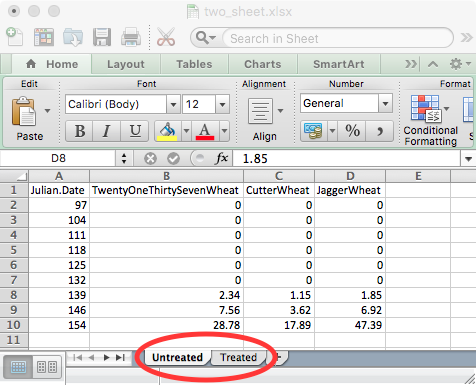 two_sheet.xlsx
Search in Sheet
Home Layout Tables Charts SmartArt
Edit Font Alignment Number Format
Calibri (Body) 12 General
B I U A %
Paste Align Conditional Formatting
D8 fx 1.85
A B C D E F
1 Julian.Date TwentyOneThirtySevenWheat CutterWheat JaggerWheat
2 97 0 0 0
3 104 0 0 0
4 111 0 0 0
5 118 0 0 0
6 125 0 0 0
7 132 0 0 0
8 139 2.34 1.15 1.85
9 146 7.56 3.62 6.92
10 154 28.78 17.89 47.39
11
Untreated Treated +